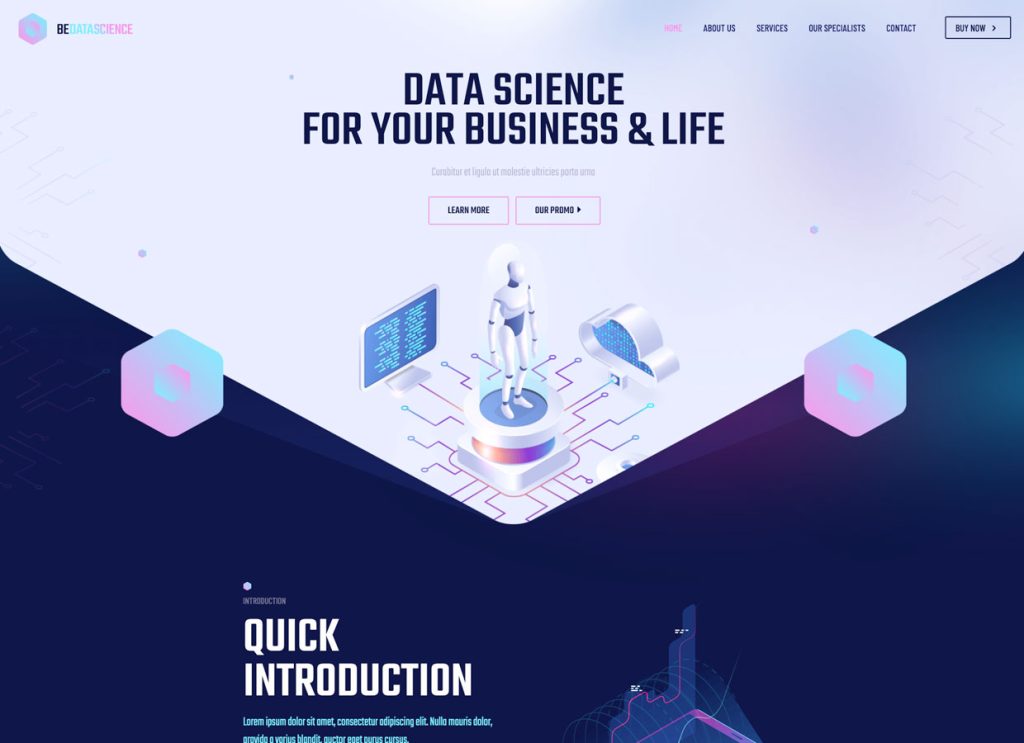 BEDATASCIENCE
HOME
ABOUT US
SERVICES
OUR SPECIALISTS
CONTACT
BUY NOW
DATA SCIENCE
FOR YOUR BUSINESS & LIFE
Curabitur et ligula ut molestie ultricies porta urna
LEARN MORE
OUR PROMO
INTRODUCTION
QUICK
INTRODUCTION
Lorem ipsum dolor sit amet, consectetur adipiscing elit. Nulla mauris dolor,
gravida a varius blandit, auctor eget purus cursus.